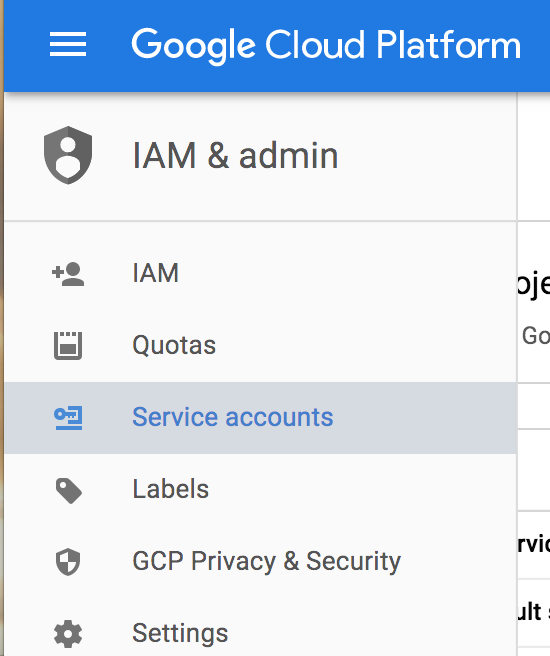 Google Cloud Platform
IAM & admin
IAM
Quotas
Service accounts
Labels
GCP Privacy & Security
Settings
oje
Go
rvic
ult s